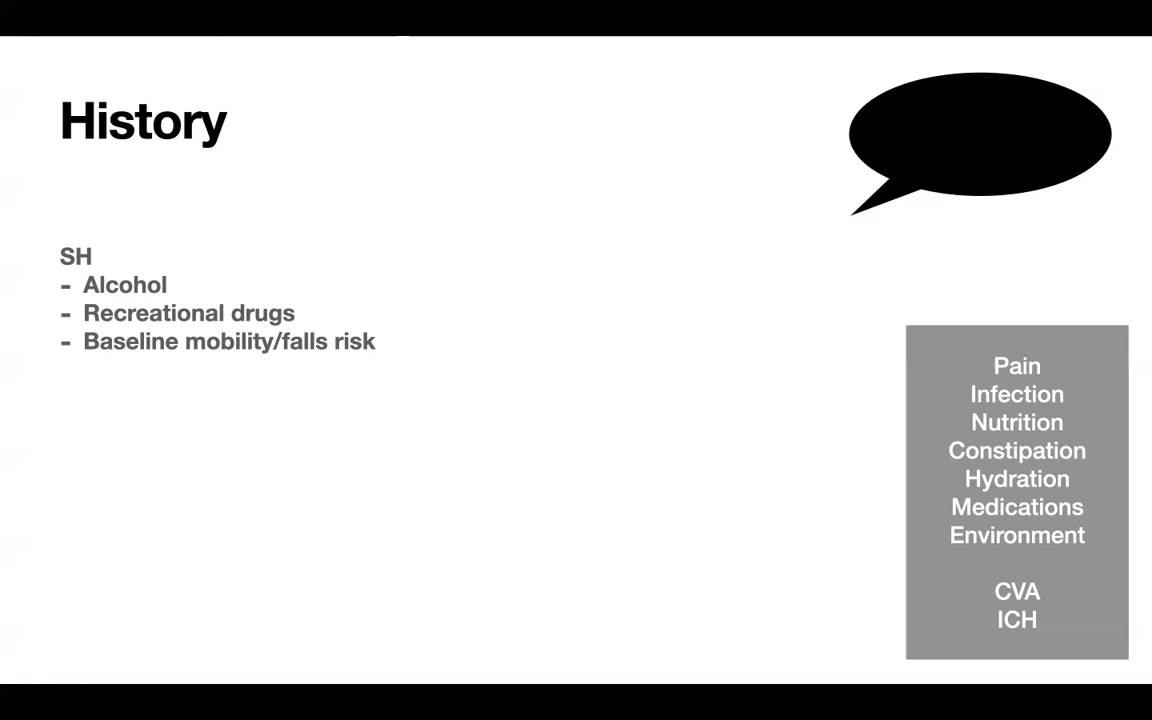 History
SH
- Alcohol
- Recreational drugs
- Baseline mobility/falls risk
Pain
Infection
Nutrition
Constipation
Hydration
Medications
Environment
CVA
ICH